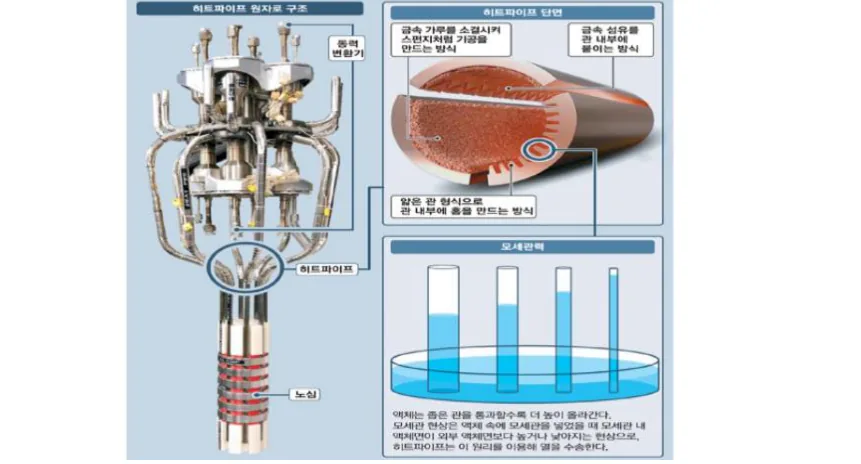 히트파이프 원자로 구조
동력
변환기
히트파이프
노심
히트파이프 단면
금속 가루를 소결시켜
스펀지처럼 기공을
만드는 방식
금속 섬유를
관 내부에
붙이는 방식
얇은 관 형식으로
관 내부에 홈을 만드는 방식
모세관력
액체는 좁은 관을 통과할수록 더 높이 올라간다.
모세관 현상은 액체 속에 모세관을 넣었을 때 모세관 내
액체면이 외부 액체면보다 높거나 낮아지는 현상으로,
히트파이프는 이 원리를 이용해 열을 수송한다.